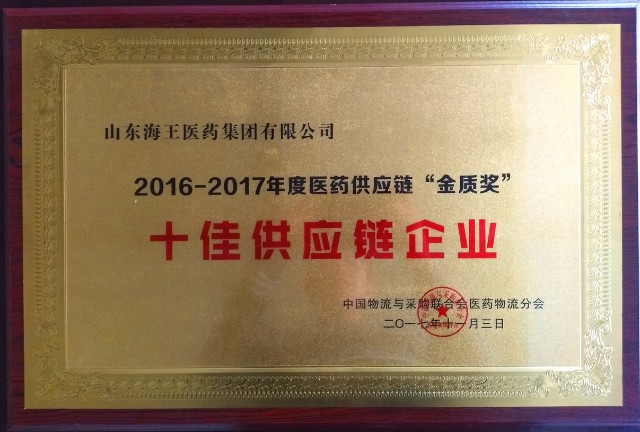 山东海王医药集团有限公司
2016-2017年度医药供应链“金质奖”
十佳供应链企业
中国物流与采购联合会医药物流分会
二〇一七年十一月三日